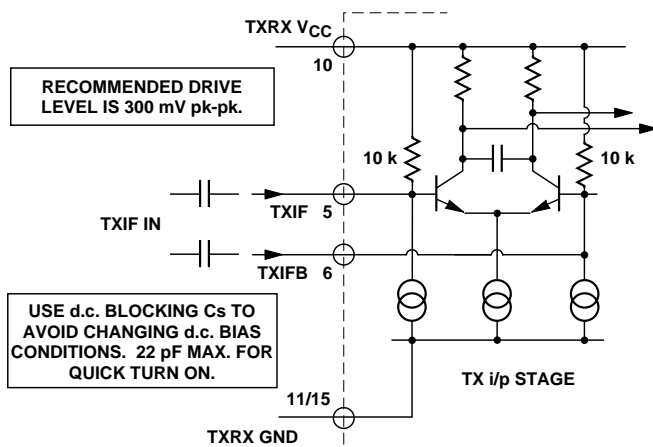 TXRX VCC
10
RECOMMENDED DRIVE
LEVEL IS 300 mV pk-pk.
10 k
10 k
TXIF 5
TXIF IN
TXIFB 6
USE d.c. BLOCKING Cs TO
AVOID CHANGING d.c. BIAS
CONDITIONS. 22 pF MAX. FOR
QUICK TURN ON.
TX i/p STAGE
11/15
TXRX GND